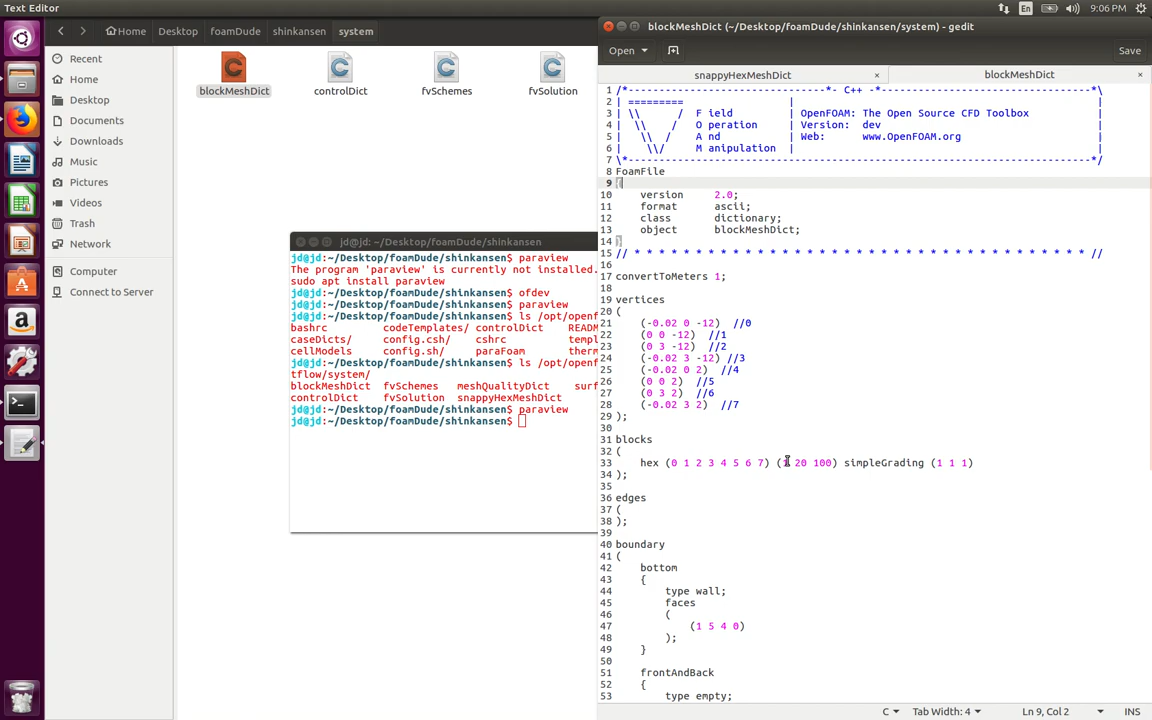 Text Editor
En
9:06 PM
Home
Desktop
foamDude
shinkansen
system
Recent
Home
Desktop
Documents
Downloads
Music
Pictures
Videos
Trash
Network
Computer
Connect to Server
blockMeshDict
controlDict
fvSchemes
fvSolution
jd@jd: ~/Desktop/foamDude/shinkansen
jd@jd:~/Desktop/foamDude/shinkansen$ paraview
The program 'paraview' is currently not installed.
sudo apt install paraview
jd@jd:~/Desktop/foamDude/shinkansen$ ofdev
jd@jd:~/Desktop/foamDude/shinkansen$ paraview
jd@jd:~/Desktop/foamDude/shinkansen$ ls /opt/openf
bashrc codeTemplates/ controlDict READ
caseDicts/ config.csh/ cshrc temp
cellModels config.sh/ paraFoam ther
jd@jd:~/Desktop/foamDude/shinkansen$ ls /opt/openf
tflow/system/
blockMeshDict fvSchemes meshQualityDict surf
controlDict fvSolution snappyHexMeshDict
jd@jd:~/Desktop/foamDude/shinkansen$ paraview
jd@jd:~/Desktop/foamDude/shinkansen$
blockMeshDict (~/Desktop/foamDude/shinkansen/system) - gedit
Open
Save
snappyHexMeshDict ×
blockMeshDict ×
1 /*--------------------------------*- C++ -*----------------------------------*\
2 ========= |
3 \\ / F ield | OpenFOAM: The Open Source CFD Toolbox
4 \\ / O peration | Version: dev
5 \\ / A nd | Web: www.OpenFOAM.org
6 \\/ M anipulation |
7 \*---------------------------------------------------------------------------*/
8 FoamFile
9 {
10 version 2.0;
11 format ascii;
12 class dictionary;
13 object blockMeshDict;
14 }
15 // * * * * * * * * * * * * * * * * * * * * * * * * * * * * * * * * * * * * * //
16
17 convertToMeters 1;
18
19 vertices
20 (
21 (-0.02 0 -12) //0
22 (0 0 -12) //1
23 (0 3 -12) //2
24 (-0.02 3 -12) //3
25 (-0.02 0 2) //4
26 (0 0 2) //5
27 (0 3 2) //6
28 (-0.02 3 2) //7
29 );
30
31 blocks
32 (
33 hex (0 1 2 3 4 5 6 7) (1 20 100) simpleGrading (1 1 1)
34 );
35
36 edges
37 (
38 );
39
40 boundary
41 (
42 bottom
43 {
44 type wall;
45 faces
46 (
47 (1 5 4 0)
48 );
49 }
50
51 frontAndBack
52 {
53 type empty;
C
Tab Width: 4
Ln 9, Col 2
INS